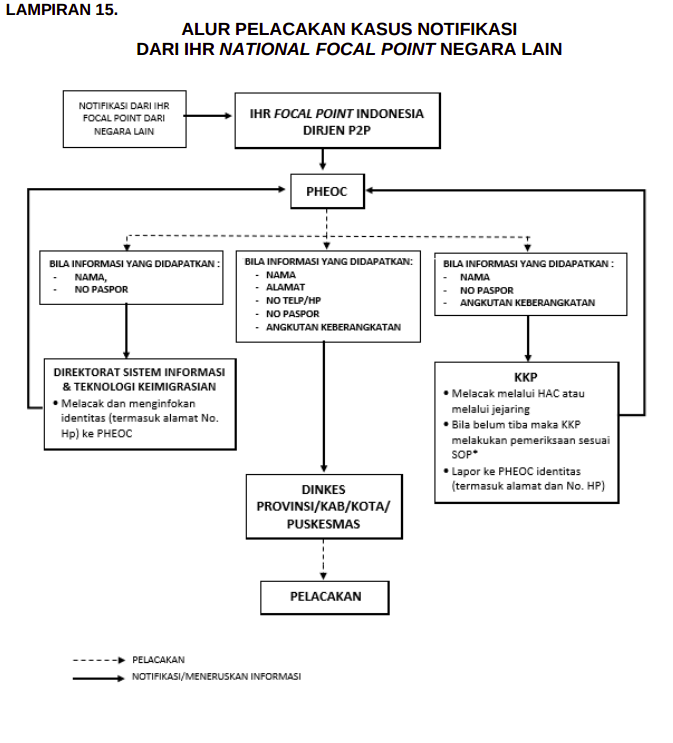 LAMPIRAN 15.
ALUR PELACAKAN KASUS NOTIFIKASI
DARI IHR NATIONAL FOCAL POINT NEGARA LAIN
NOTIFIKASI DARI IHR
FOCAL POINT DARI
NEGARA LAIN
IHR FOCAL POINT INDONESIA
DIRJEN P2P
PHEOC
BILA INFORMASI YANG DIDAPATKAN :
- NAMA,
- NO PASPOR
BILA INFORMASI YANG DIDAPATKAN:
- NAMA
- ALAMAT
- NO TELP/HP
- NO PASPOR
- ANGKUTAN KEBERANGKATAN
BILA INFORMASI YANG DIDAPATKAN :
- NAMA
- NO PASPOR
- ANGKUTAN KEBERANGKATAN
DIREKTORAT SISTEM INFORMASI
& TEKNOLOGI KEIMIGRASIAN
• Melacak dan menginfokan
identitas (termasuk alamat No.
Hp) ke PHEOC
KKP
• Melacak melalui HAC atau
melalui jejaring
• Bila belum tiba maka KKP
melakukan pemeriksaan sesuai
SOP*
• Lapor ke PHEOC identitas
(termasuk alamat dan No. HP)
DINKES
PROVINSI/KAB/KOTA/
PUSKESMAS
PELACAKAN
PELACAKAN
NOTIFIKASI/MENERUSKAN INFORMASI